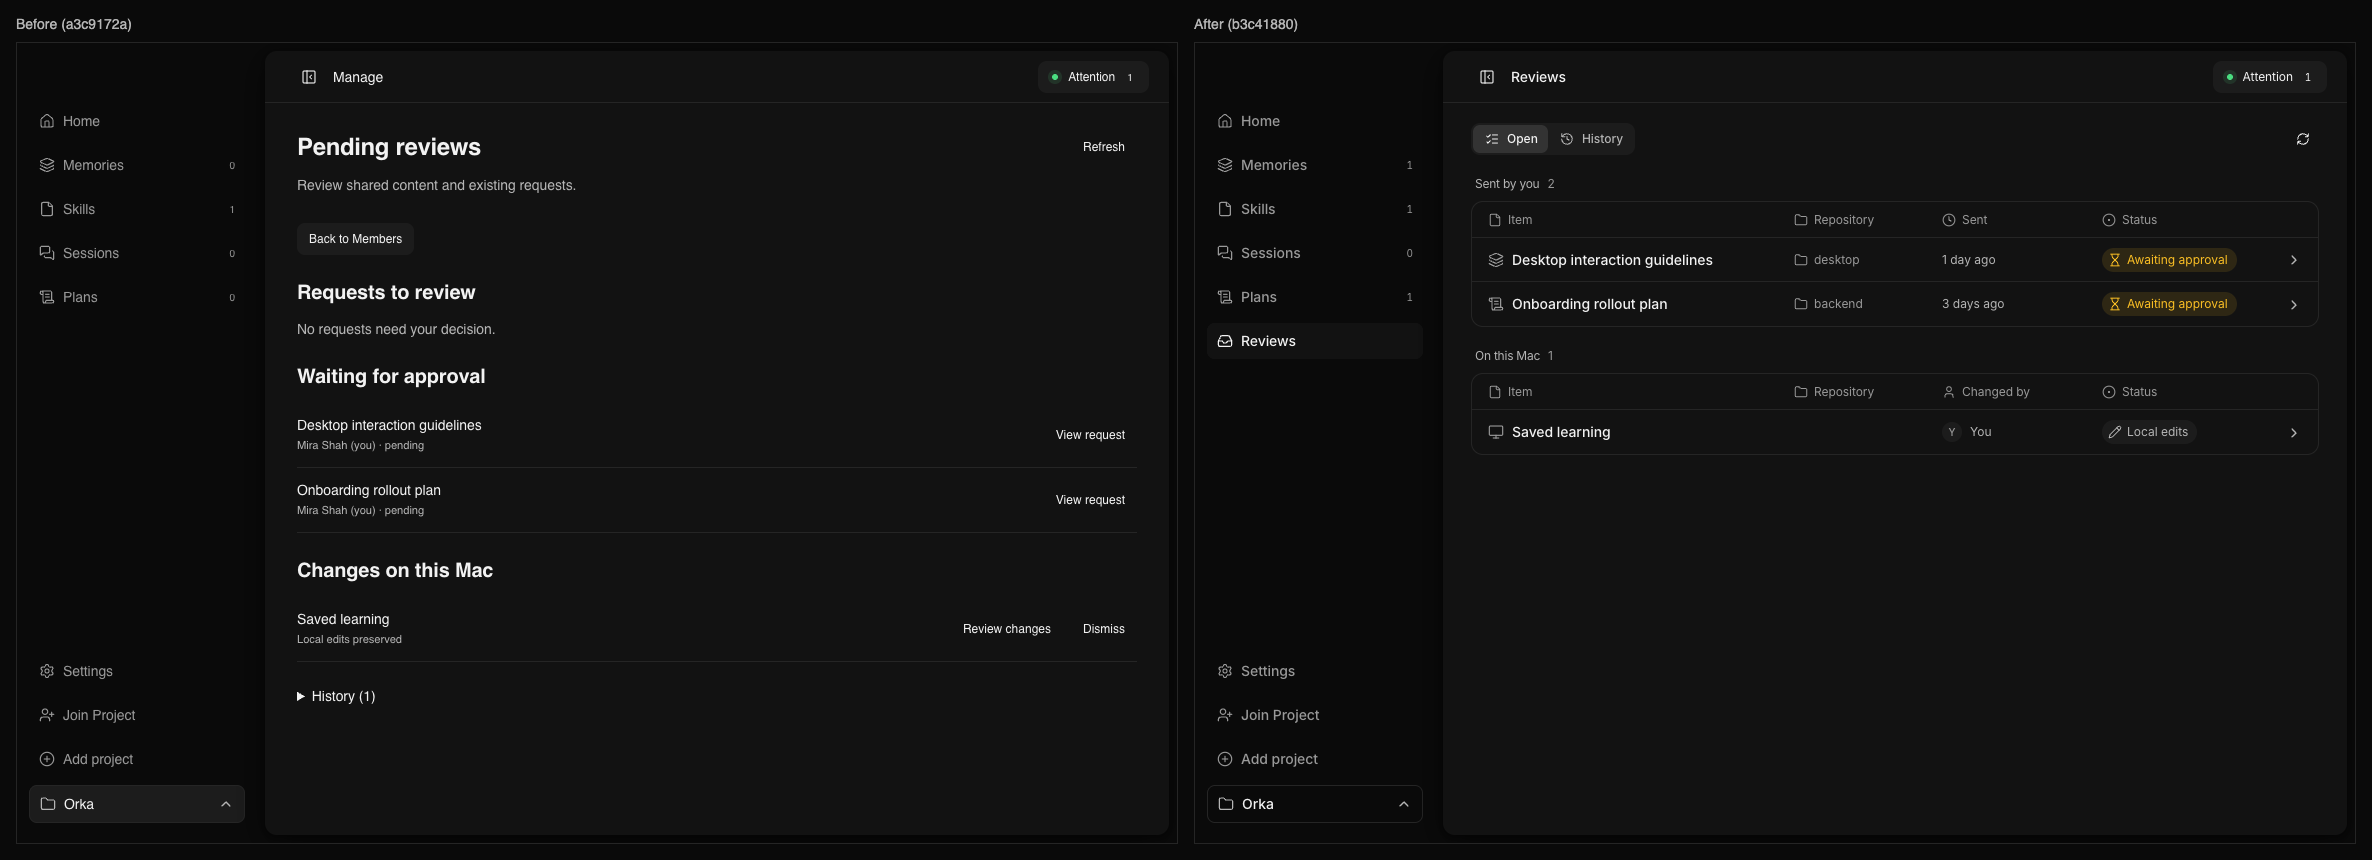 Before (a3c9172a)
Manage
Attention 1
Home
Memories 0
Skills 1
Sessions 0
Plans 0
Settings
Join Project
Add project
Orka
Pending reviews
Refresh
Review shared content and existing requests.
Back to Members
Requests to review
No requests need your decision.
Waiting for approval
Desktop interaction guidelines
Mira Shah (you) · pending
View request
Onboarding rollout plan
Mira Shah (you) · pending
View request
Changes on this Mac
Saved learning
Local edits preserved
Review changes Dismiss
History (1)
After (b3c41880)
Reviews
Attention 1
Home
Memories 1
Skills 1
Sessions 0
Plans 1
Reviews
Settings
Join Project
Add project
Orka
Open History
Sent by you 2
Item Repository Sent Status
Desktop interaction guidelines desktop 1 day ago Awaiting approval
Onboarding rollout plan backend 3 days ago Awaiting approval
On this Mac 1
Item Repository Changed by Status
Saved learning Y You Local edits